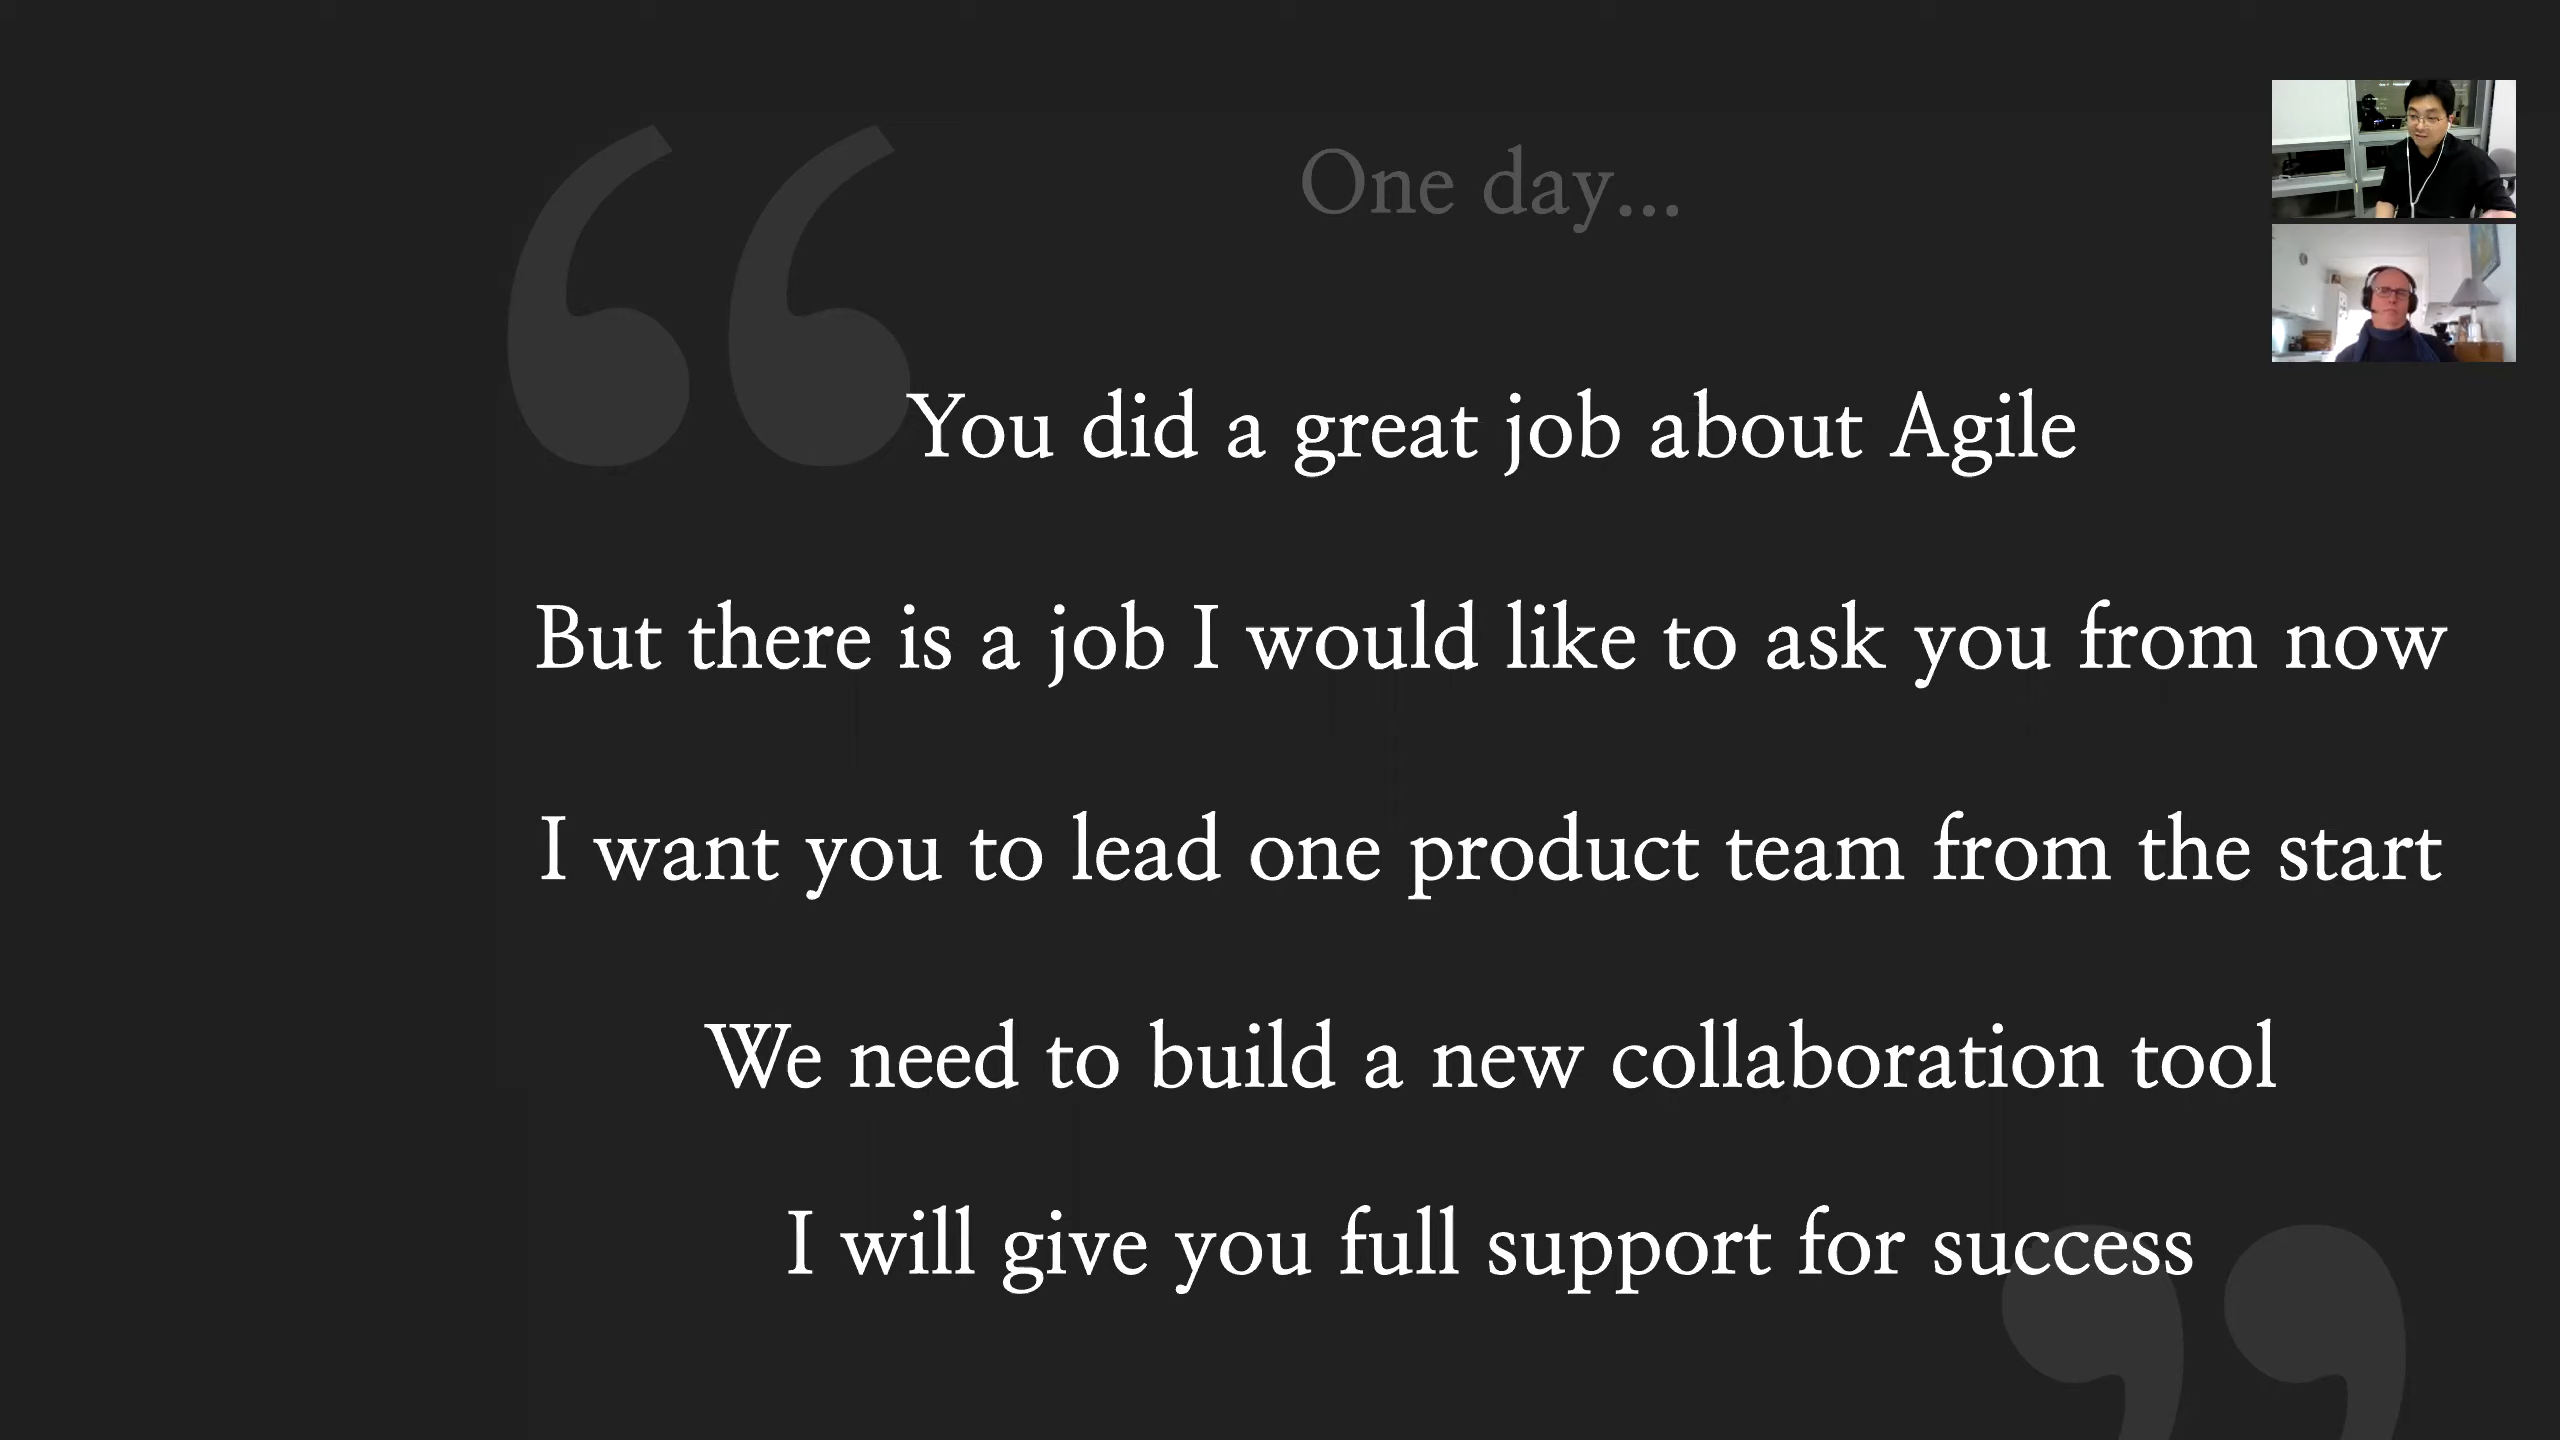 One day...
You did a great job about Agile
But there is a job I would like to ask you from now
I want you to lead one product team from the start
We need to build a new collaboration tool
I will give you full support for success